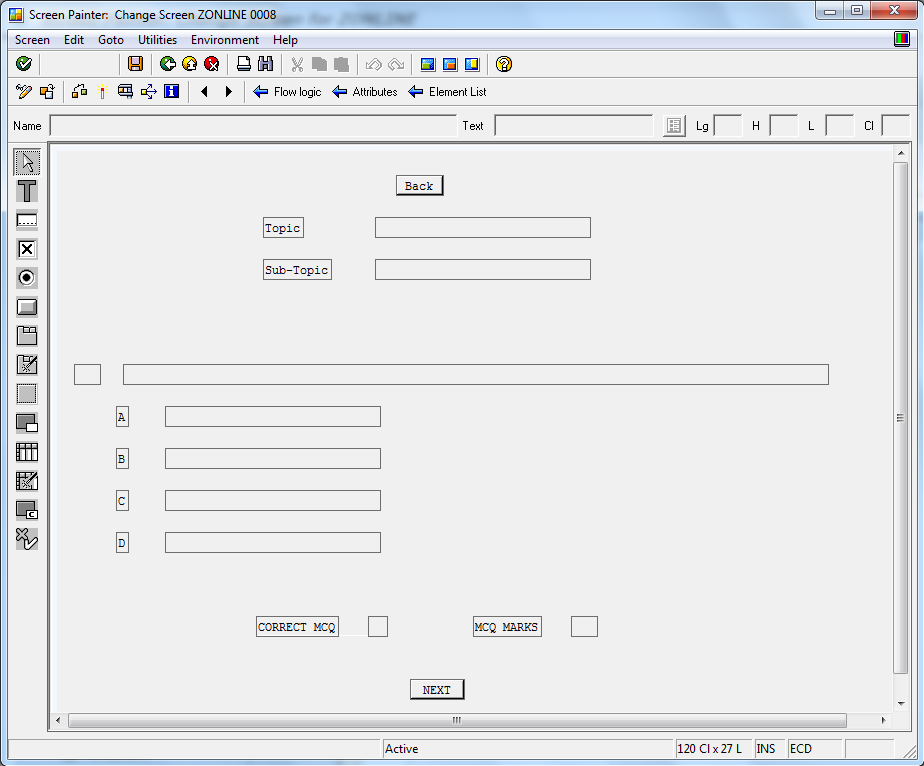 Screen Painter: Change Screen ZONLINE 0008
Screen Edit Goto Utilities Environment Help
Flow logic Attributes Element List
Name Text Lg H L Cl
Back
Topic
Sub-Topic
A
B
C
D
CORRECT MCQ MCQ MARKS
NEXT
Active 120 Cl x 27 L INS ECD